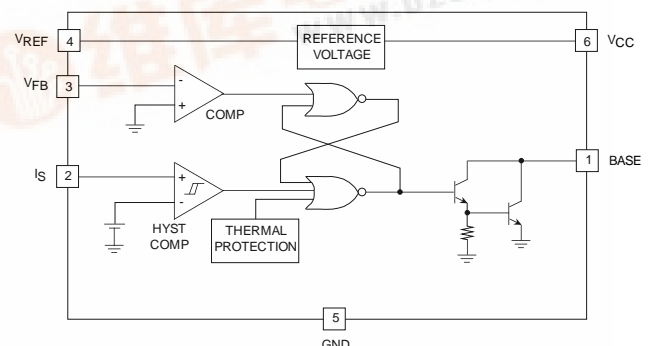 VREF 4
REFERENCE
VOLTAGE
6 VCC
VFB 3
-
+
COMP
IS 2
+
-
HYST
COMP
THERMAL
PROTECTION
1 BASE
5
GND